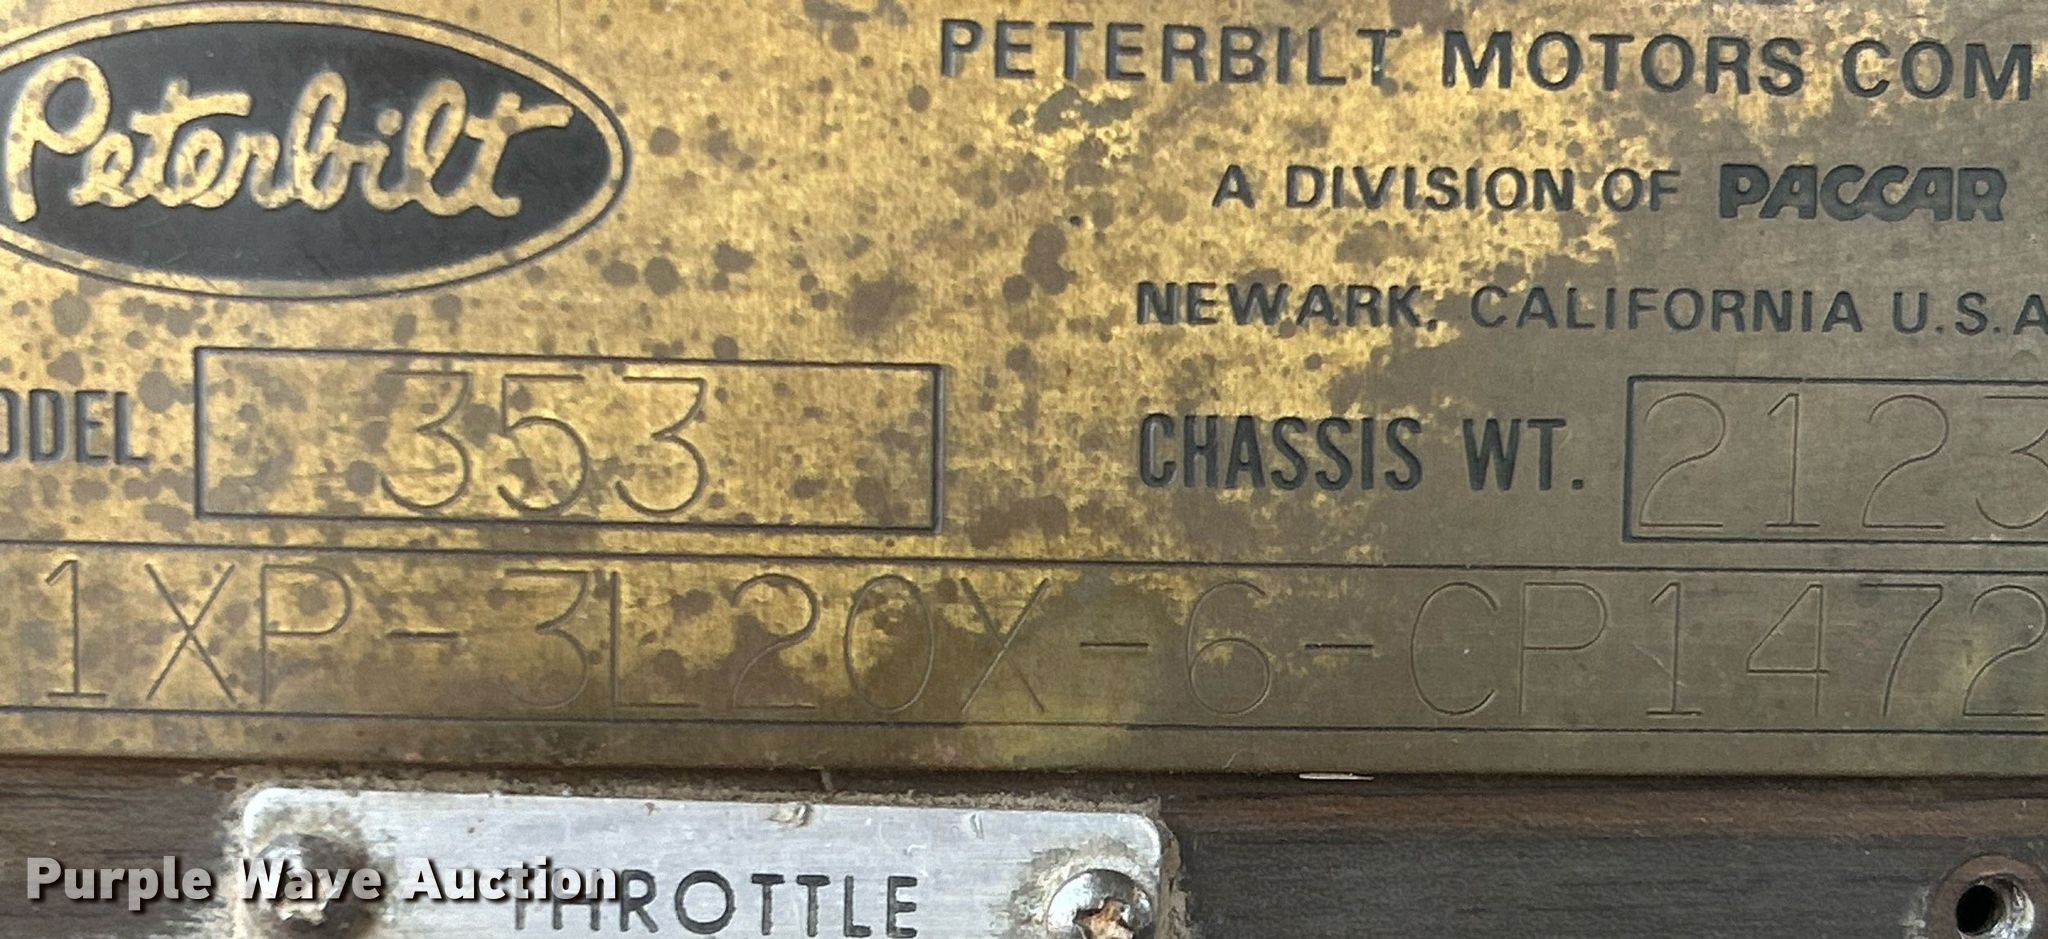 Peterbilt
PETERBILT MOTORS COM
A DIVISION OF PACCAR
NEWARK, CALIFORNIA U.S.A
ODEL 353 CHASSIS WT. 2123
1XP-3L20X-6-CP1472
THROTTLE
Purple Wave Auction